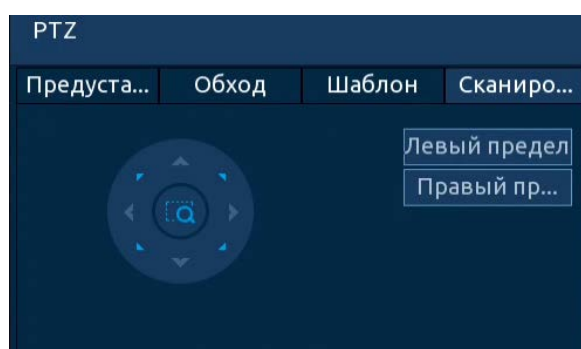 PTZ
Предуста... Обход Шаблон Сканиро...
Левый предел
Правый пр...